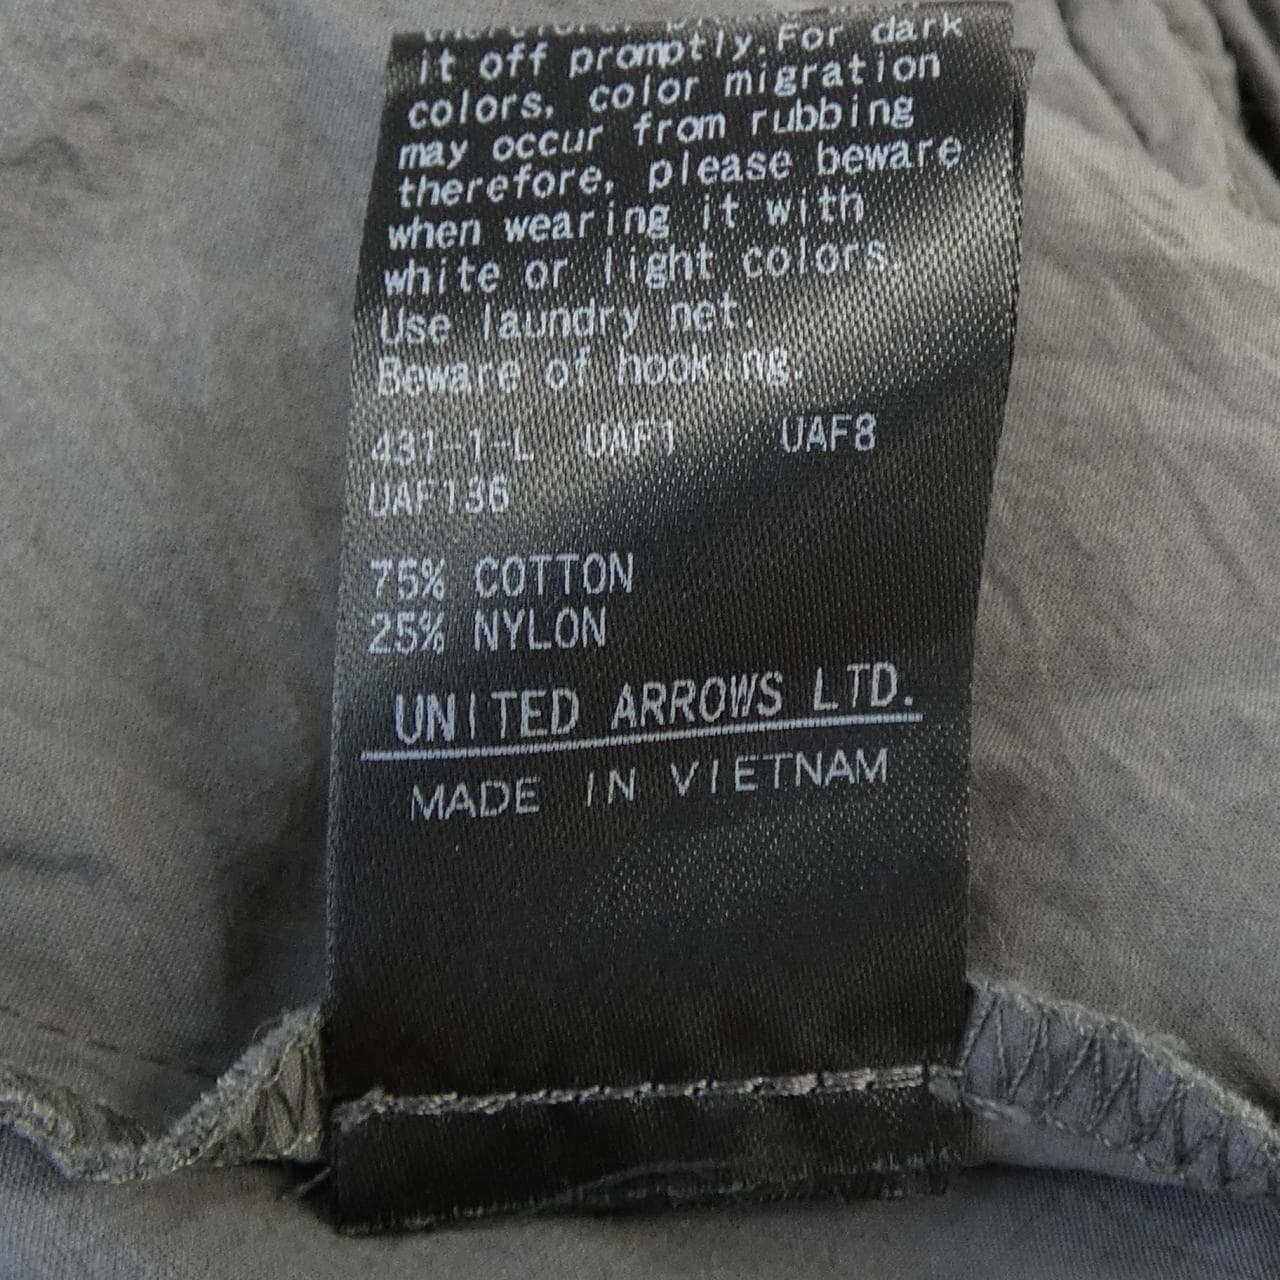 it off promptly. For dark
colors, color migration
may occur from rubbing
therefore, please beware
when wearing it with
white or light colors.
Use laundry net.
Beware of hooking.
431-1-L UAF1 UAF8
UAF136
75% COTTON
25% NYLON
UNITED ARROWS LTD.
MADE IN VIETNAM